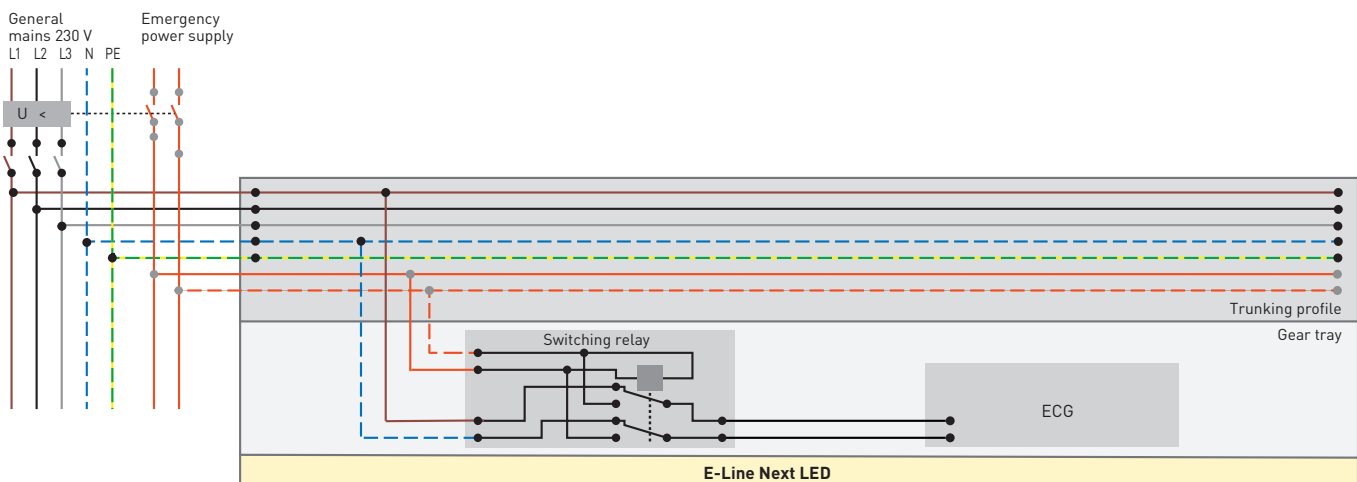 General
mains 230 V
Emergency
power supply
L1 L2 L3 N PE
U <
Trunking profile
Gear tray
Switching relay
ECG
E-Line Next LED